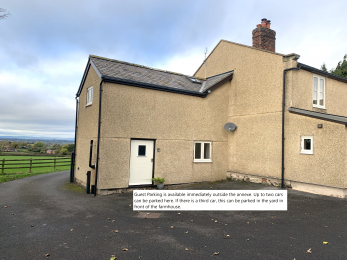 Guest Parking is available immediately outside the annexe. Up to two cars
can be parked here. If there is a third car, this can be parked in the yard in
front of the farmhouse.